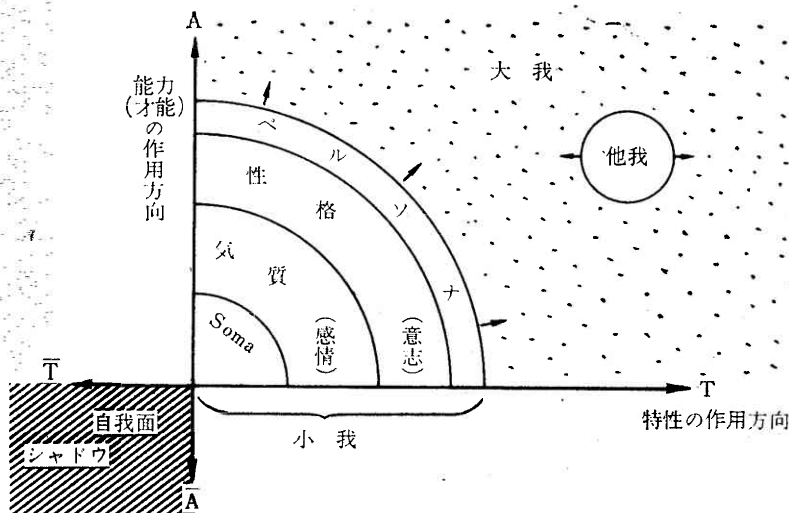 A
能力
(才能)
の作用方向
大我
他我
ペルソナ
性格
気質
Soma
(感情)
(意志)
T̅
T
自我面
シャドウ
小我
特性の作用方向
A̅